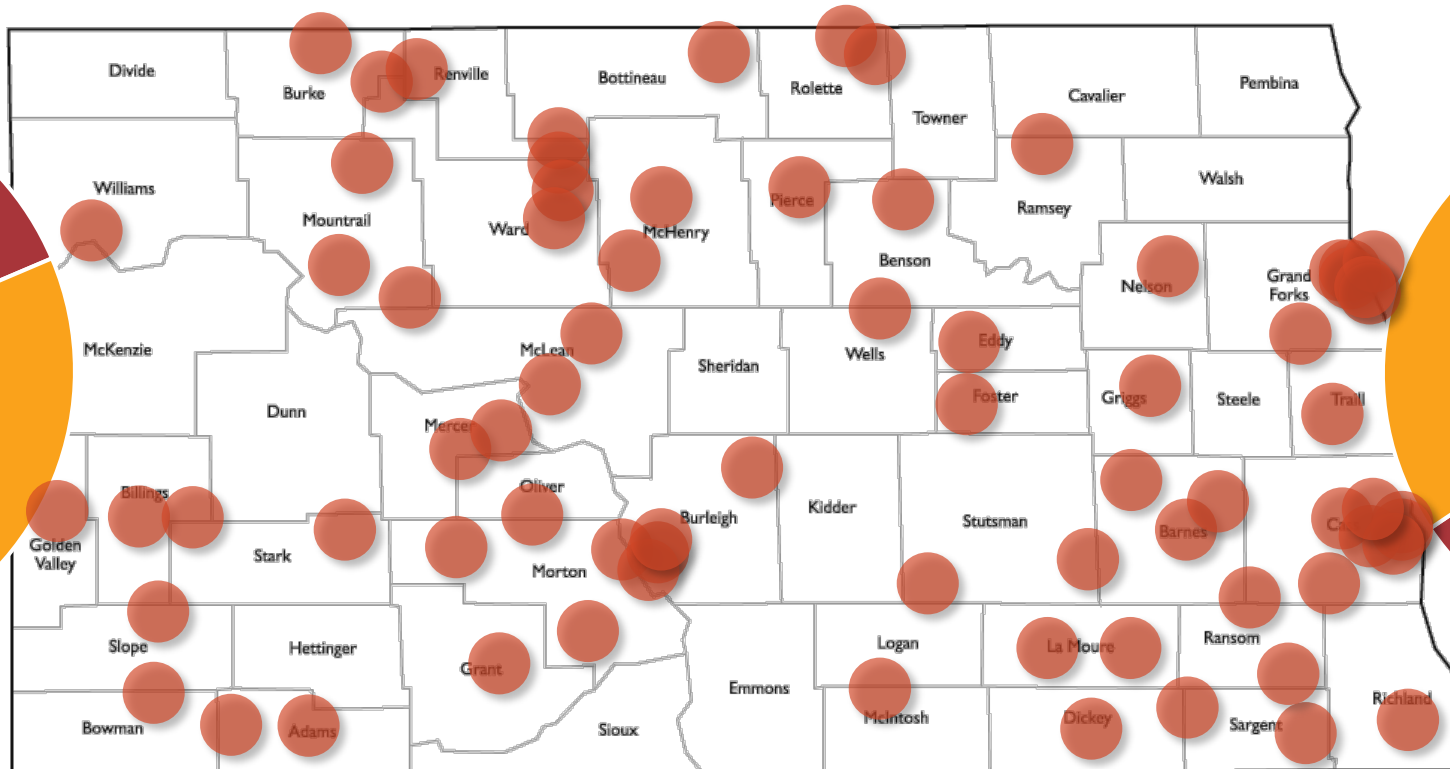 Divide
Burke
Renville
Bottineau
Rolette
Towner
Cavalier
Pembina
Williams
Mountrail
Ward
McHenry
Pierce
Benson
Ramsey
Walsh
Nelson
Grand
Forks
McKenzie
Dunn
McLean
Mercer
Oliver
Sheridan
Wells
Eddy
Foster
Griggs
Steele
Traill
Billings
Golden
Valley
Stark
Morton
Burleigh
Kidder
Stutsman
Barnes
Slope
Hettinger
Grant
Bowman
Adams
Sioux
Emmons
Logan
McIntosh
La Moure
Dickey
Ransom
Sargent
Richland